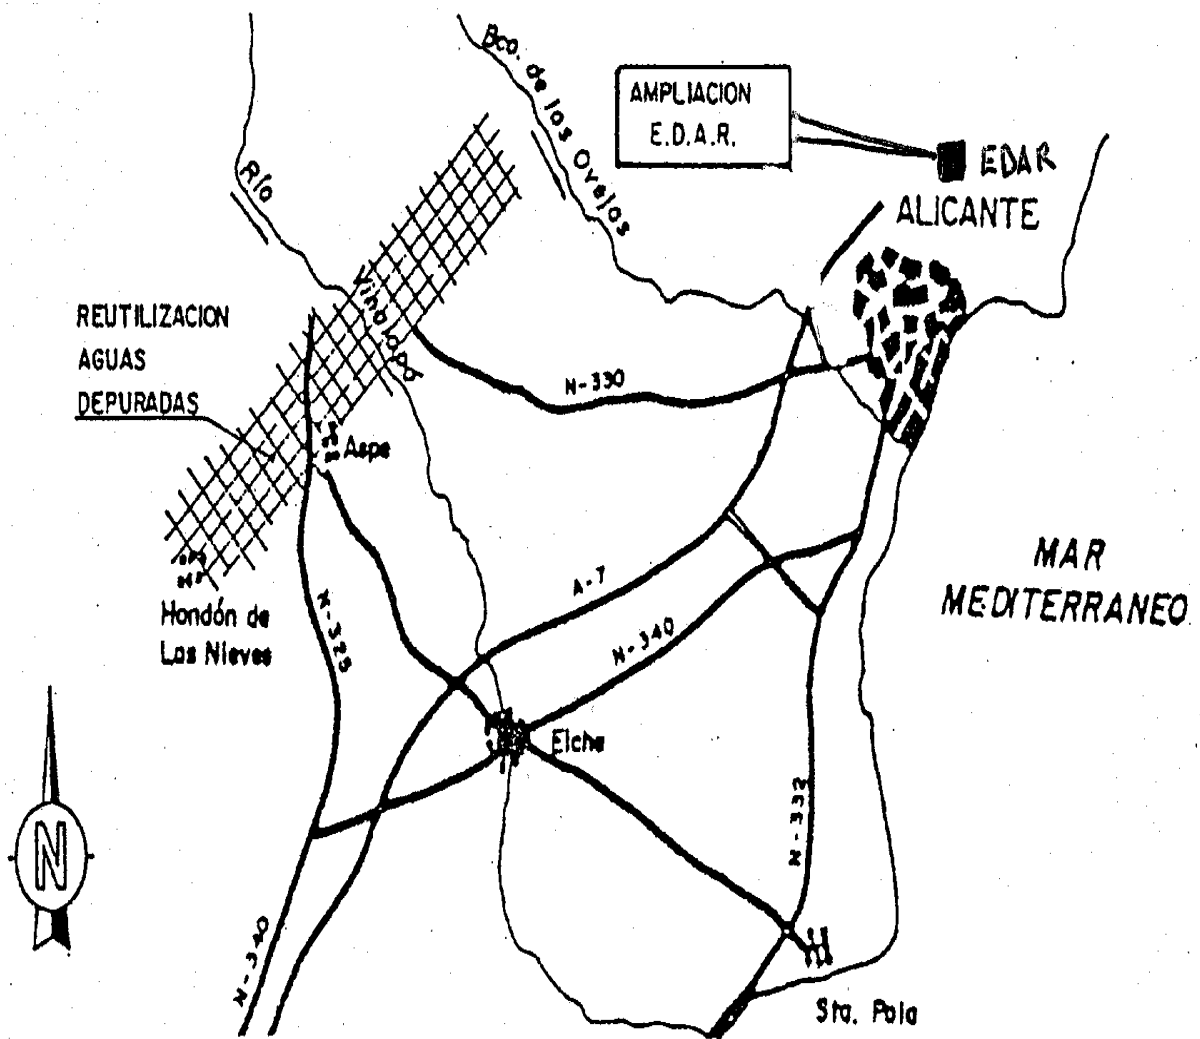 Bco. de los Ovejas
AMPLIACION
E.D.A.R.
EDAR
ALICANTE
Río
Vinalopó
REUTILIZACION
AGUAS
DEPURADAS
N-330
Aspe
MAR
MEDITERRANEO
A-7
Hondón de
Las Nieves
N-325
N-340
Elche
N-332
N
N-340
Sta. Pola